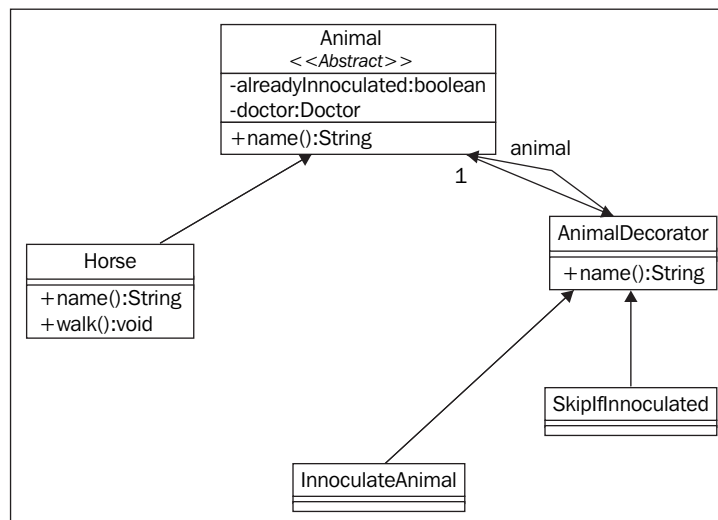 Animal
<<Abstract>>
-alreadyInnoculated:boolean
-doctor:Doctor
+name():String
animal
1
AnimalDecorator
+name():String
Horse
+name():String
+walk():void
SkipIfInnoculated
InnoculateAnimal